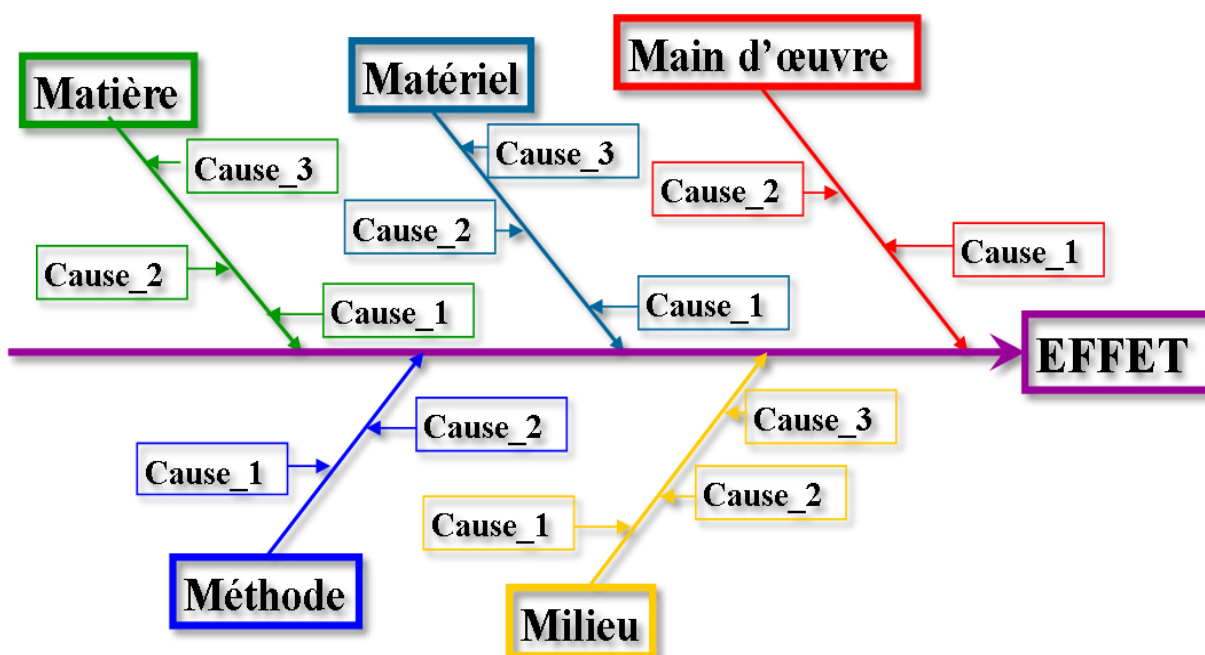 Matière
Matériel
Main d'œuvre
Cause_3
Cause_2
Cause_1
Cause_3
Cause_2
Cause_1
Cause_2
Cause_1
EFFET
Cause_1
Cause_2
Méthode
Cause_3
Cause_2
Cause_1
Milieu